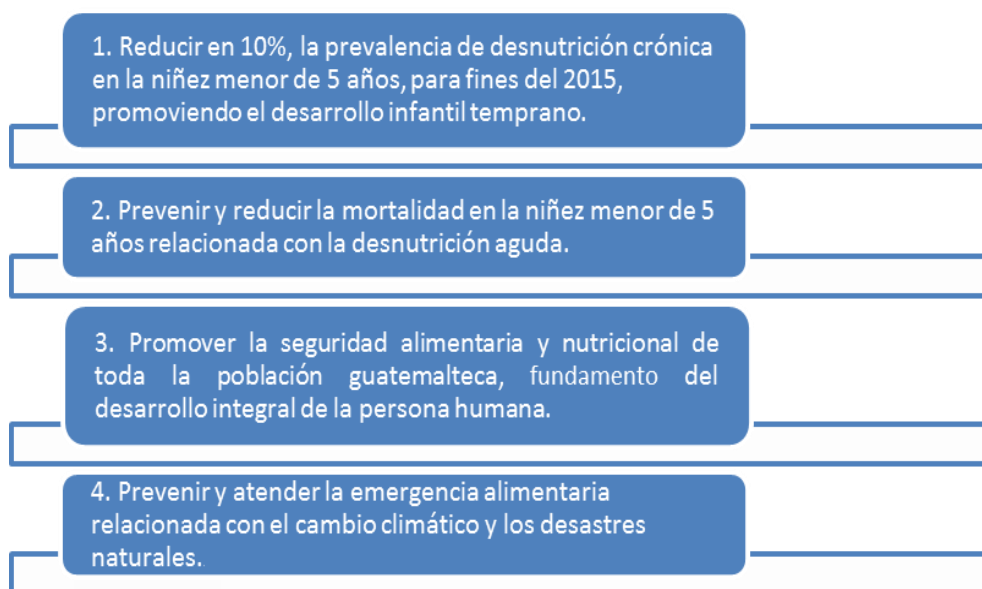 1. Reducir en 10%, la prevalencia de desnutrición crónica
en la niñez menor de 5 años, para fines del 2015,
promoviendo el desarrollo infantil temprano.
2. Prevenir y reducir la mortalidad en la niñez menor de 5
años relacionada con la desnutrición aguda.
3. Promover la seguridad alimentaria y nutricional de
toda la población guatemalteca, fundamento del
desarrollo integral de la persona humana.
4. Prevenir y atender la emergencia alimentaria
relacionada con el cambio climático y los desastres
naturales.